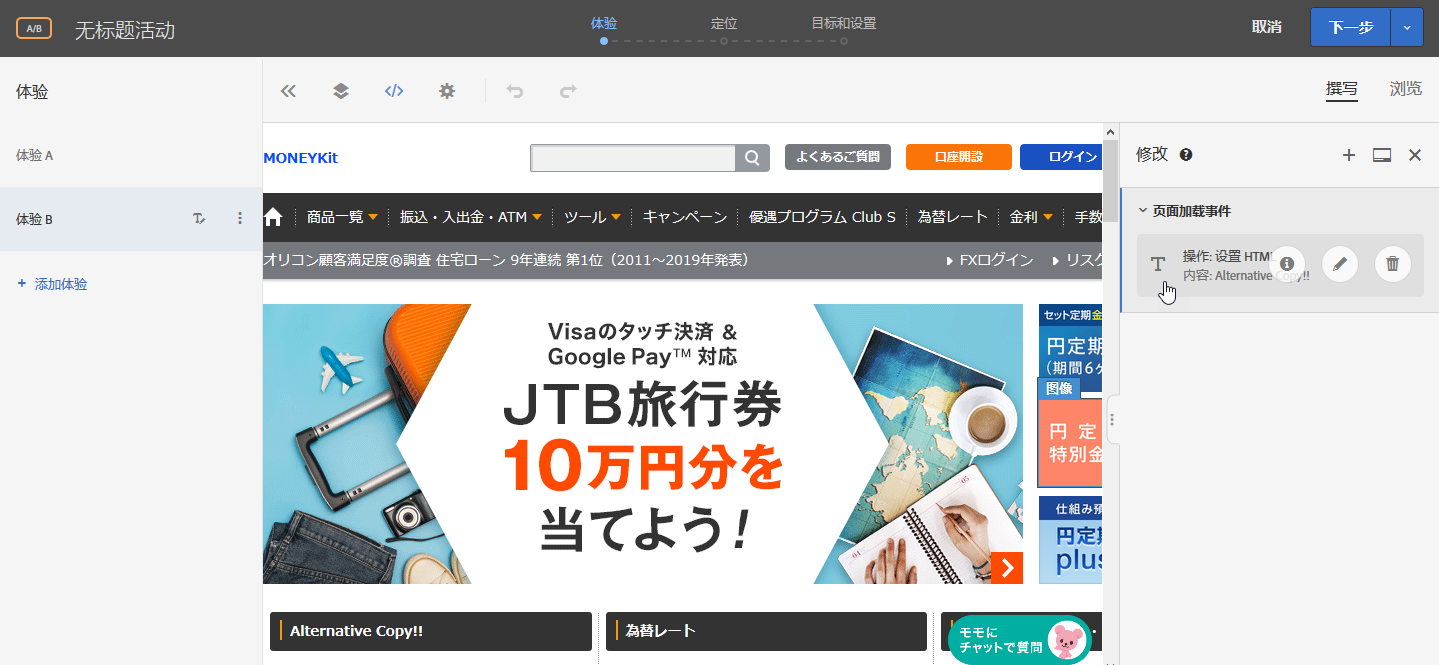 A/B
无标题活动
体验
定位
目标和设置
取消
下一步
体验
撰写
浏览
体验 A
体验 B
添加体验
MONEYKit
よくあるご質問
口座開設
ログイン
商品一覧
振込・入出金・ATM
ツール
キャンペーン
優遇プログラム Club S
為替レート
金利
手数
オリコン顧客満足度®調査 住宅ローン 9年連続 第1位（2011～2019年発表）
FXログイン
リスク
Visaのタッチ決済 &
Google Pay™ 対応
JTB旅行券
10万円分を
当てよう!
セット定期金
円定期
(期間6ヶ
图像
円 定
特別金
仕組み預
円定期
plus
Alternative Copy!!
為替レート
モモに
チャットで質問
修改
页面加载事件
操作: 设置 HTML
内容: Alternative Copy!!